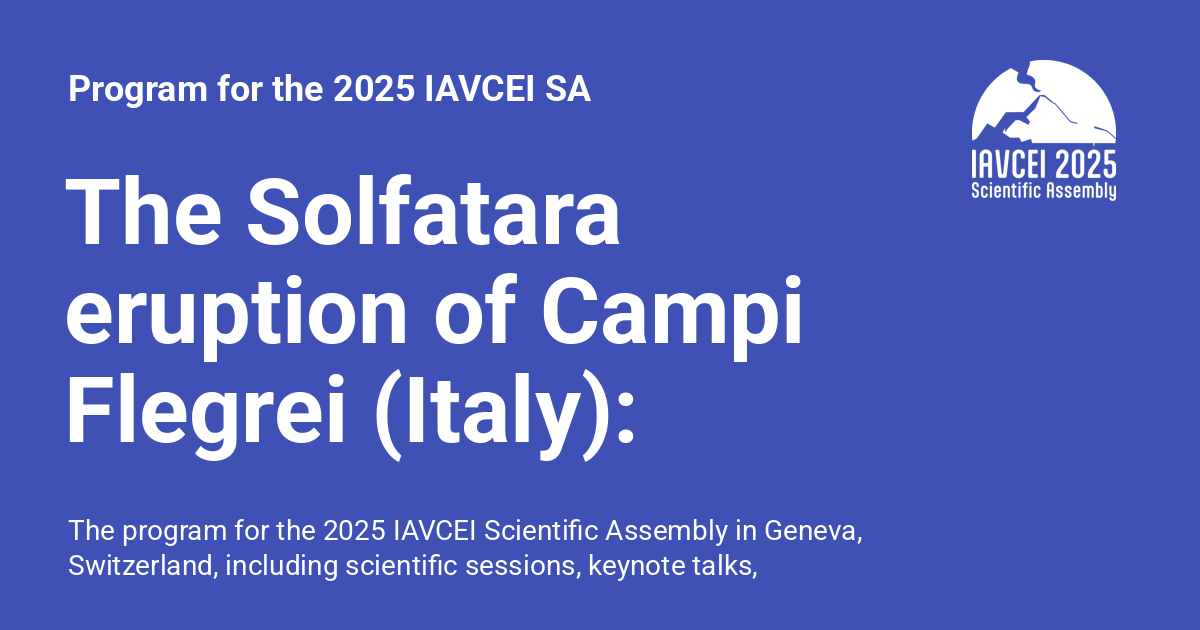 Program for the 2025 IAVCEI SA
IAVCEI 2025
Scientific Assembly
The Solfatara
eruption of Campi
Flegrei (Italy):
The program for the 2025 IAVCEI Scientific Assembly in Geneva,
Switzerland, including scientific sessions, keynote talks,